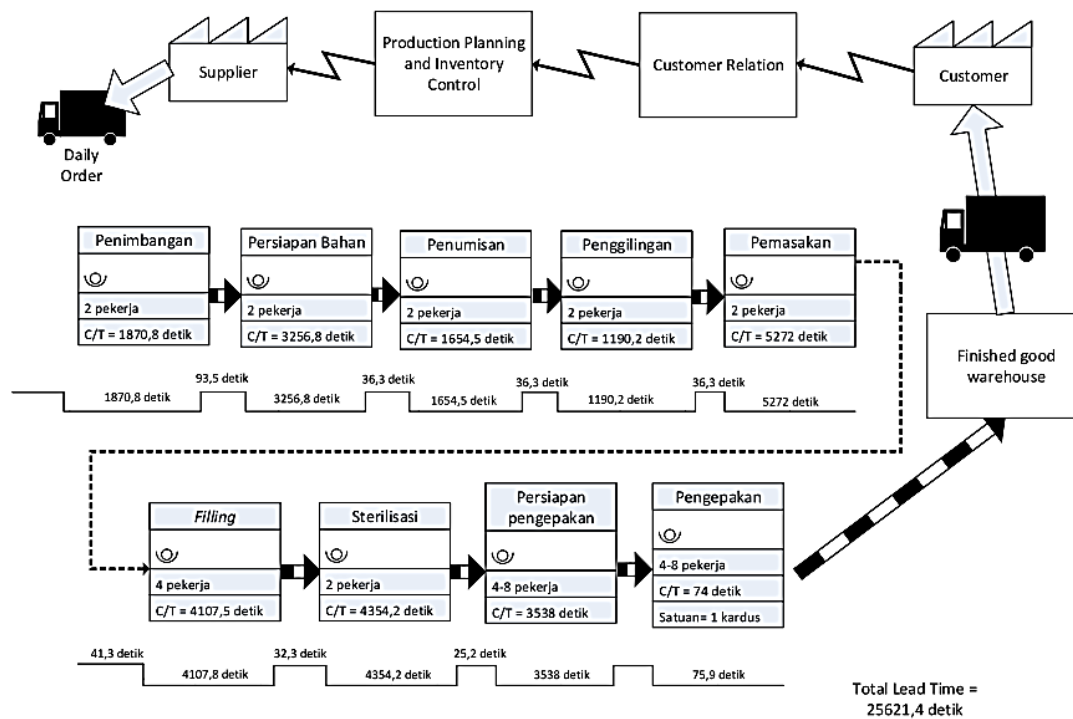 Supplier
Production Planning
and Inventory
Control
Customer Relation
Customer
Daily
Order
Penimbangan
2 pekerja
C/T = 1870,8 detik
Persiapan Bahan
2 pekerja
C/T = 3256,8 detik
Penumisan
2 pekerja
C/T = 1654,5 detik
Penggilingan
2 pekerja
C/T = 1190,2 detik
Pemasakan
2 pekerja
C/T = 5272 detik
Finished good
warehouse
1870,8 detik
93,5 detik
3256,8 detik
36,3 detik
1654,5 detik
36,3 detik
1190,2 detik
36,3 detik
5272 detik
Filling
4 pekerja
C/T = 4107,5 detik
Sterilisasi
2 pekerja
C/T = 4354,2 detik
Persiapan
pengepakan
4-8 pekerja
C/T = 3538 detik
Pengepakan
4-8 pekerja
C/T = 74 detik
Satuan= 1 kardus
41,3 detik
4107,8 detik
32,3 detik
4354,2 detik
25,2 detik
3538 detik
75,9 detik
Total Lead Time =
25621,4 detik